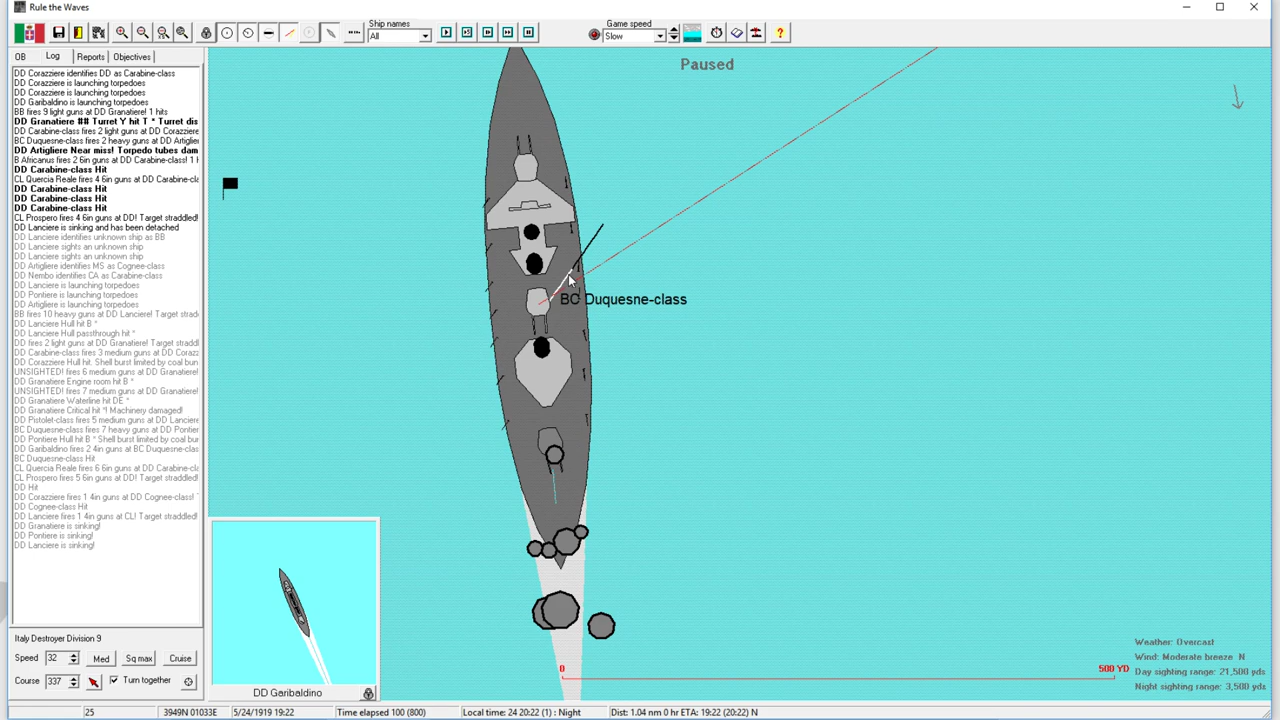 Rule the Waves
Ship names
All
Game speed
Slow
OB Log Reports Objectives
DD Corazziere identifies DD as Carabine-class
DD Corazziere is launching torpedoes
DD Corazziere is launching torpedoes
DD Garibaldino is launching torpedoes
BB fires 9 light guns at DD Granatiere! 1 hits
DD Granatiere ## Turret Y hit T * Turret dis
DD Carabine-class fires 2 light guns at DD Corazziere
BC Duquesne-class fires 2 heavy guns at DD Artiglie
DD Artigliere Near miss! Torpedo tubes dam
B Africanus fires 2 6in guns at DD Carabine-class! 1 h
DD Carabine-class Hit
CL Quercia Reale fires 4 6in guns at DD Carabine-cla
DD Carabine-class Hit
DD Carabine-class Hit
DD Carabine-class Hit
CL Prospero fires 4 6in guns at DD! Target straddled!
DD Lanciere is sinking and has been detached
DD Lanciere identifies unknown ship as BB
DD Lanciere sights an unknown ship
DD Lanciere sights an unknown ship
DD Artigliere identifies MS as Cognee-class
DD Nembo identifies CA as Carabine-class
DD Lanciere is launching torpedoes
DD Pontiere is launching torpedoes
DD Artigliere is launching torpedoes
BB fires 10 heavy guns at DD Lanciere! Target strad
DD Lanciere Hull hit B *
DD Lanciere Hull passthrough hit *
DD fires 2 light guns at DD Granatiere! Target straddl
DD Carabine-class fires 3 medium guns at DD Coraz
DD Corazziere Hull hit. Shell burst limited by coal bun
UNSIGHTED! fires 6 medium guns at DD Granatiere!
DD Granatiere Engine room hit B *
UNSIGHTED! fires 7 medium guns at DD Granatiere!
DD Granatiere Waterline hit DE *
DD Granatiere Critical hit *! Machinery damaged!
DD Pistolet-class fires 5 medium guns at DD Lanciere
BC Duquesne-class fires 7 heavy guns at DD Pontier
DD Pontiere Hull hit B * Shell burst limited by coal bu
DD Garibaldino fires 2 4in guns at BC Duquesne-clas
BC Duquesne-class Hit
CL Quercia Reale fires 6 6in guns at DD Carabine-cla
CL Prospero fires 5 6in guns at DD! Target straddled!
DD Hit
DD Corazziere fires 1 4in guns at DD Cognee-class!
DD Cognee-class Hit
DD Lanciere fires 1 4in guns at CL! Target straddled!
DD Granatiere is sinking!
DD Pontiere is sinking!
DD Lanciere is sinking!
Paused
BC Duquesne-class
0
500 YD
Weather: Overcast
Wind: Moderate breeze N
Day sighting range: 21,500 yds
Night sighting range: 3,500 yds
Italy Destroyer Division 9
Speed 32 Med Sq max Cruise
Course 337 Turn together
DD Garibaldino
25 3949N 01033E 5/24/1919 19:22 Time elapsed 100 (800) Local time: 24 20:22 (1) : Night Dist: 1.04 nm 0 hr ETA: 19:22 (20:22) N